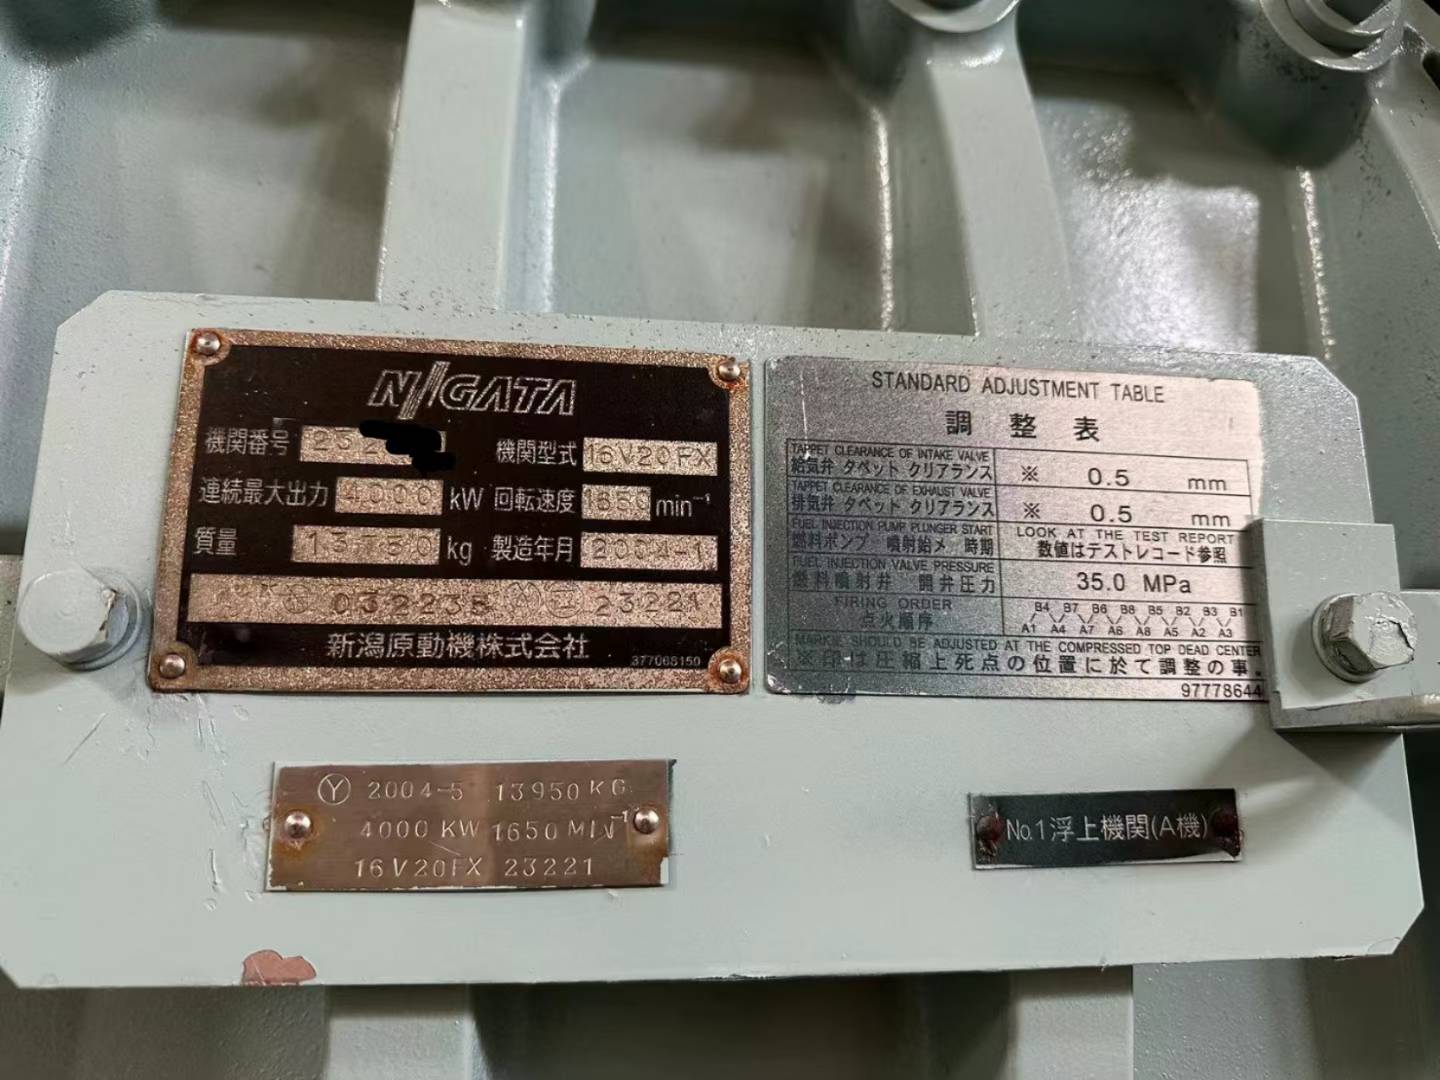 NIIGATA
機関番号 232
機関型式 16V20FX
連続最大出力 4000 kW
回転速度 1650 min⁻¹
質量 13750 kg
製造年月 2004-1
032235 23221
新潟原動機株式会社
377068150
STANDARD ADJUSTMENT TABLE
調整表
TAPPET CLEARANCE OF INTAKE VALVE
給気弁 タペット クリアランス ※ 0.5 mm
TAPPET CLEARANCE OF EXHAUST VALVE
排気弁 タペット クリアランス ※ 0.5 mm
FUEL INJECTION PUMP PLUNGER START
燃料ポンプ 噴射始メ 時期
LOOK AT THE TEST REPORT
数値はテストレコード参照
FUEL INJECTION VALVE PRESSURE
燃料噴射弁 開弁圧力 35.0 MPa
FIRING ORDER
点火順序
B4 B7 B6 B8 B5 B2 B3 B1
A1 A4 A7 A6 A8 A5 A2 A3
MARK※ SHOULD BE ADJUSTED AT THE COMPRESSED TOP DEAD CENTER
※印は圧縮上死点の位置に於て調整の事.
97778644
Ⓨ 2004-5 13950KG
4000KW 1650MIN⁻¹
16V20FX 23221
No.1浮上機関(A機)